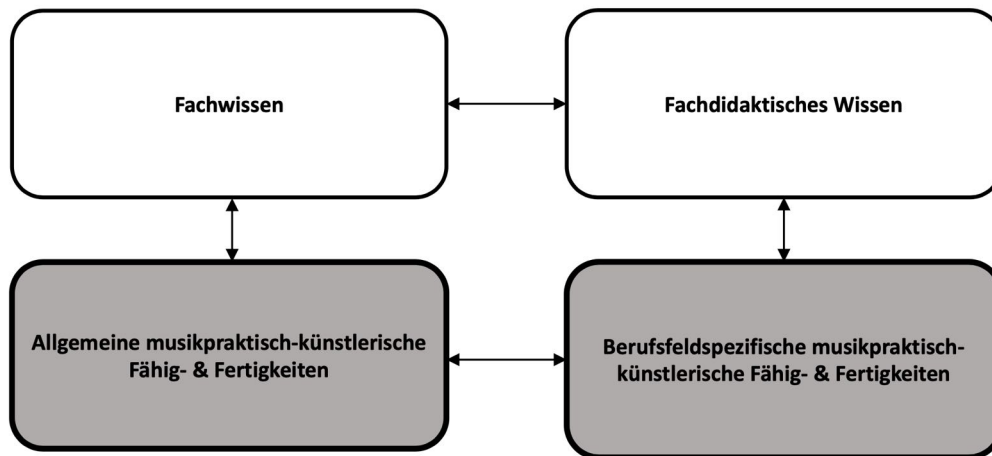 Fachwissen
Fachdidaktisches Wissen
Allgemeine musikpraktisch-künstlerische
Fähig- & Fertigkeiten
Berufsfeldspezifische musikpraktisch-
künstlerische Fähig- & Fertigkeiten